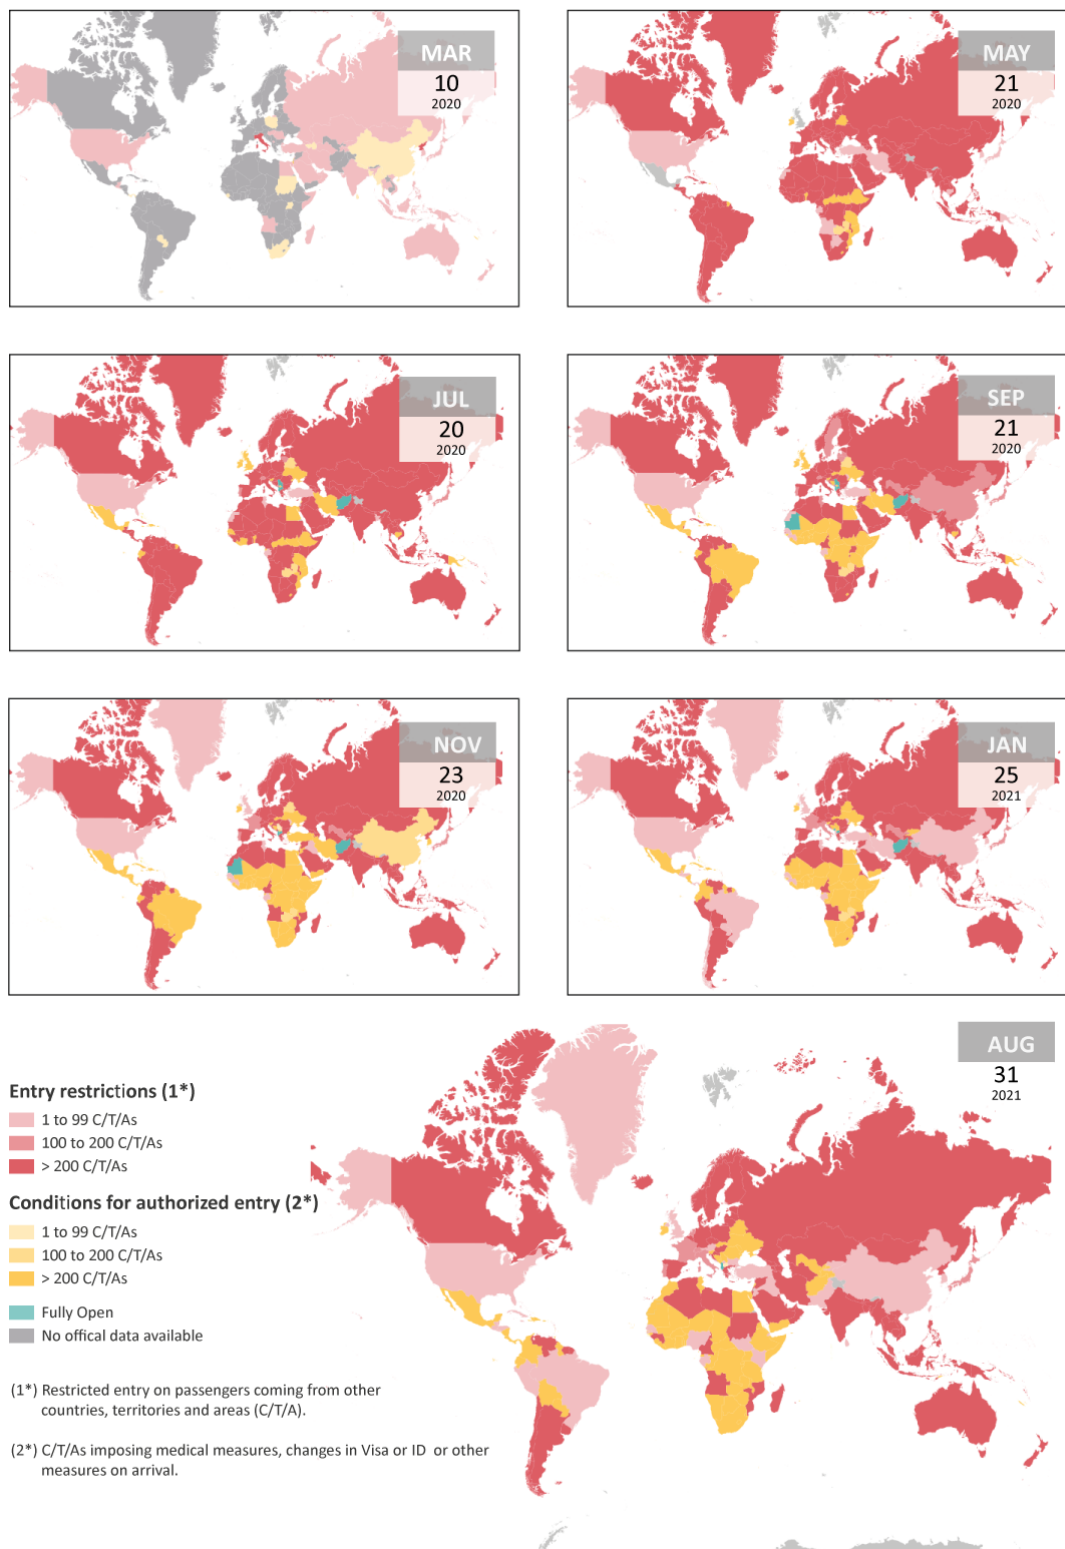 MAR
10
2020
MAY
21
2020
JUL
20
2020
SEP
21
2020
NOV
23
2020
JAN
25
2021
AUG
31
2021
Entry restrictions (1*)
1 to 99 C/T/As
100 to 200 C/T/As
> 200 C/T/As
Conditions for authorized entry (2*)
1 to 99 C/T/As
100 to 200 C/T/As
> 200 C/T/As
Fully Open
No offical data available
(1*) Restricted entry on passengers coming from other
countries, territories and areas (C/T/A).
(2*) C/T/As imposing medical measures, changes in Visa or ID or other
measures on arrival.